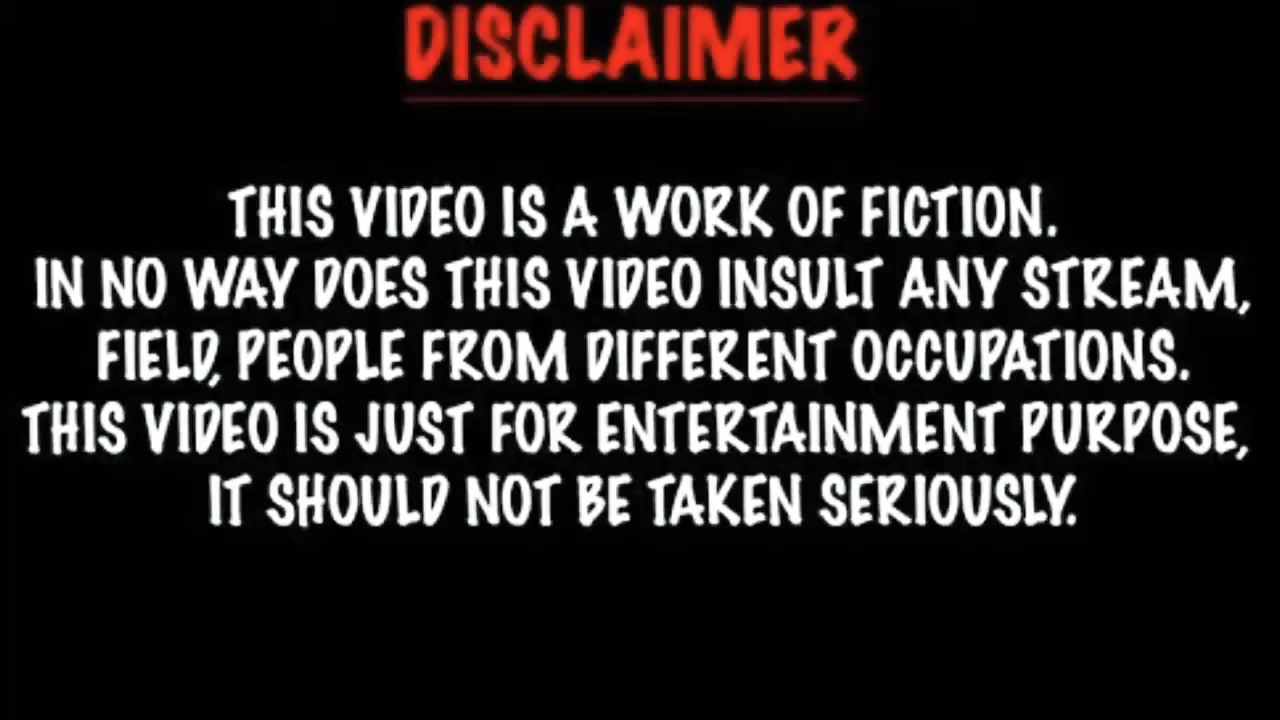 DISCLAIMER
THIS VIDEO IS A WORK OF FICTION.
IN NO WAY DOES THIS VIDEO INSULT ANY STREAM,
FIELD, PEOPLE FROM DIFFERENT OCCUPATIONS.
THIS VIDEO IS JUST FOR ENTERTAINMENT PURPOSE,
IT SHOULD NOT BE TAKEN SERIOUSLY.